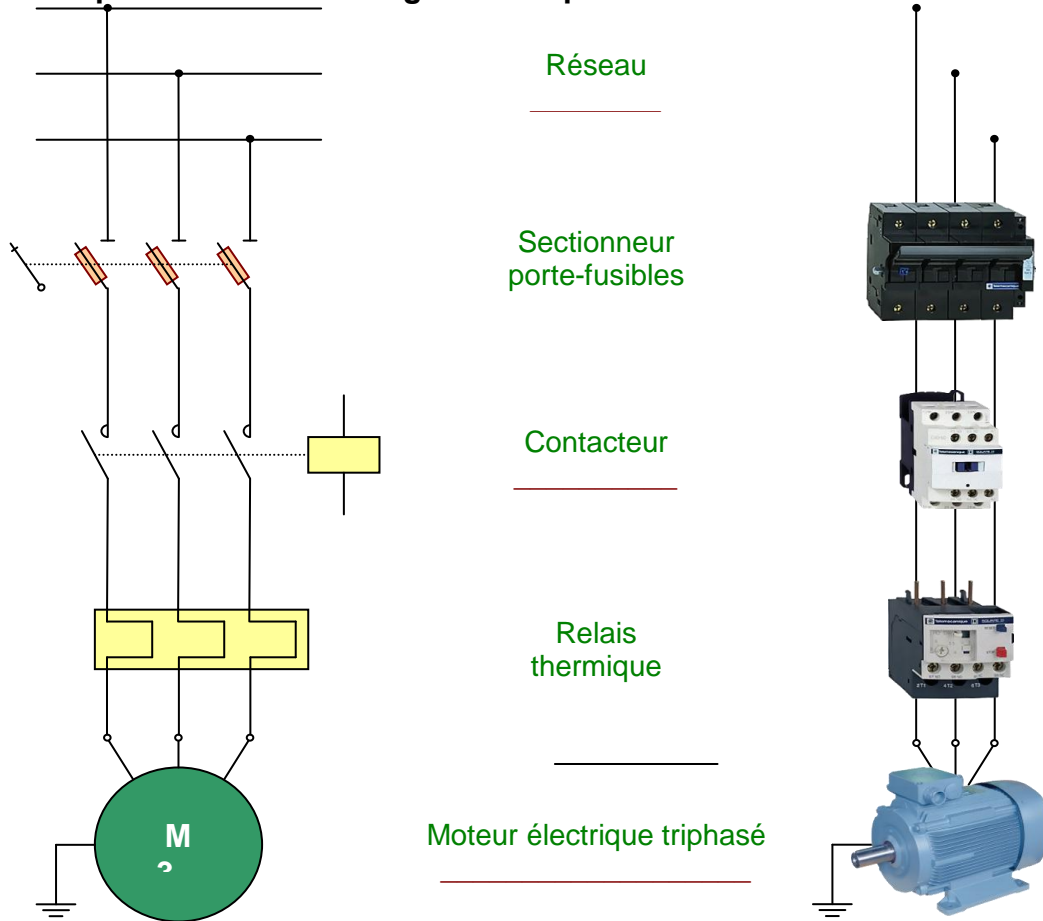 Réseau
Sectionneur
porte-fusibles
Contacteur
Relais
thermique
M
Moteur électrique triphasé